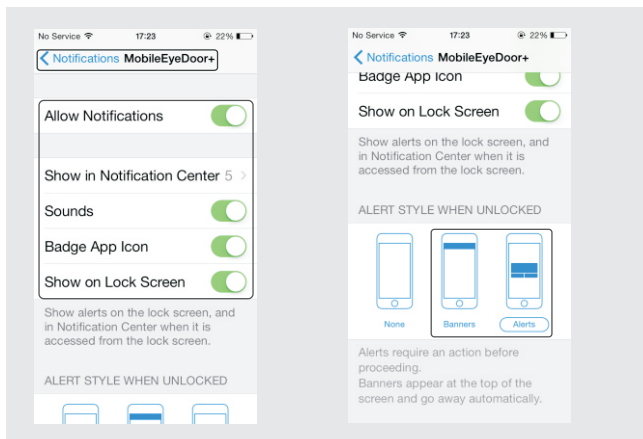 No Service 17:23 22%
Notifications MobileEyeDoor+
Allow Notifications
Show in Notification Center 5
Sounds
Badge App Icon
Show on Lock Screen
Show alerts on the lock screen, and
in Notification Center when it is
accessed from the lock screen.
ALERT STYLE WHEN UNLOCKED
No Service 17:23 22%
Notifications MobileEyeDoor+
Badge App Icon
Show on Lock Screen
Show alerts on the lock screen, and
in Notification Center when it is
accessed from the lock screen.
ALERT STYLE WHEN UNLOCKED
None Banners Alerts
Alerts require an action before
proceeding.
Banners appear at the top of the
screen and go away automatically.